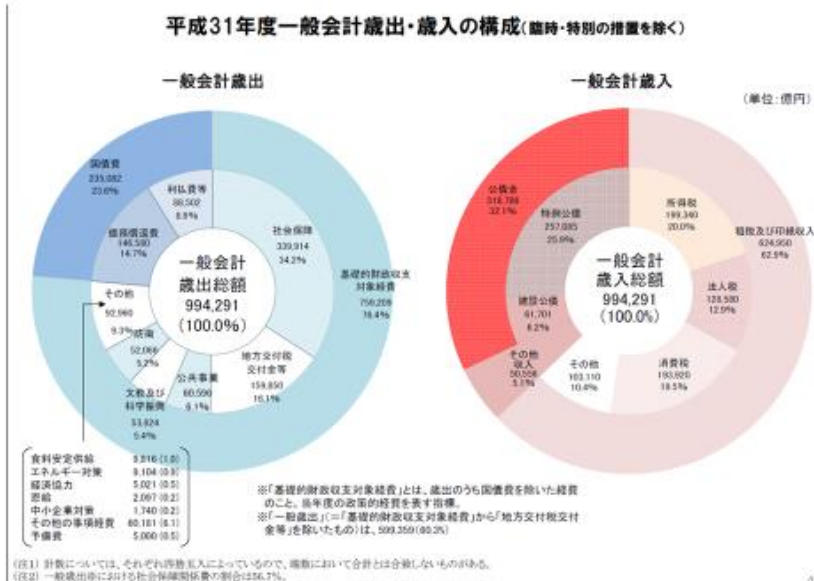 平成31年度一般会計歳出・歳入の構成(臨時・特別の措置を除く)
一般会計歳出
一般会計歳入
(単位:億円)
国債費
235,082
23.6%
利払費等
88,502
8.9%
債務償還費
146,580
14.7%
社会保障
339,914
34.2%
基礎的財政収支
対象経費
759,209
76.4%
一般会計
歳出総額
994,291
(100.0%)
その他
92,960
9.3%
防衛
52,066
5.2%
文教及び
科学振興
53,824
5.4%
公共事業
60,596
6.1%
地方交付税
交付金等
159,850
16.1%
食料安定供給 9,816 (1.0)
エネルギー対策 9,104 (0.9)
経済協力 5,021 (0.5)
恩給 2,097 (0.2)
中小企業対策 1,740 (0.2)
その他の事項経費 60,181 (6.1)
予備費 5,000 (0.5)
公債金
318,786
32.1%
特例公債
257,085
25.9%
建設公債
61,701
6.2%
その他
収入
50,556
5.1%
一般会計
歳入総額
994,291
(100.0%)
所得税
199,340
20.0%
租税及び印紙収入
624,950
62.9%
法人税
128,580
12.9%
消費税
193,920
19.5%
その他
103,110
10.4%
※「基礎的財政収支対象経費」とは、歳出のうち国債費を除いた経費
のこと。当年度の政策的経費を表す指標。
※「一般歳出」(=「基礎的財政収支対象経費」から「地方交付税交付
金等」を除いたもの)は、599,359(60.3%)
(注1) 計数については、それぞれ四捨五入によっているので、端数において合計とは合致しないものがある。
(注2) 一般歳出における社会保障関係費の割合は56.7%。